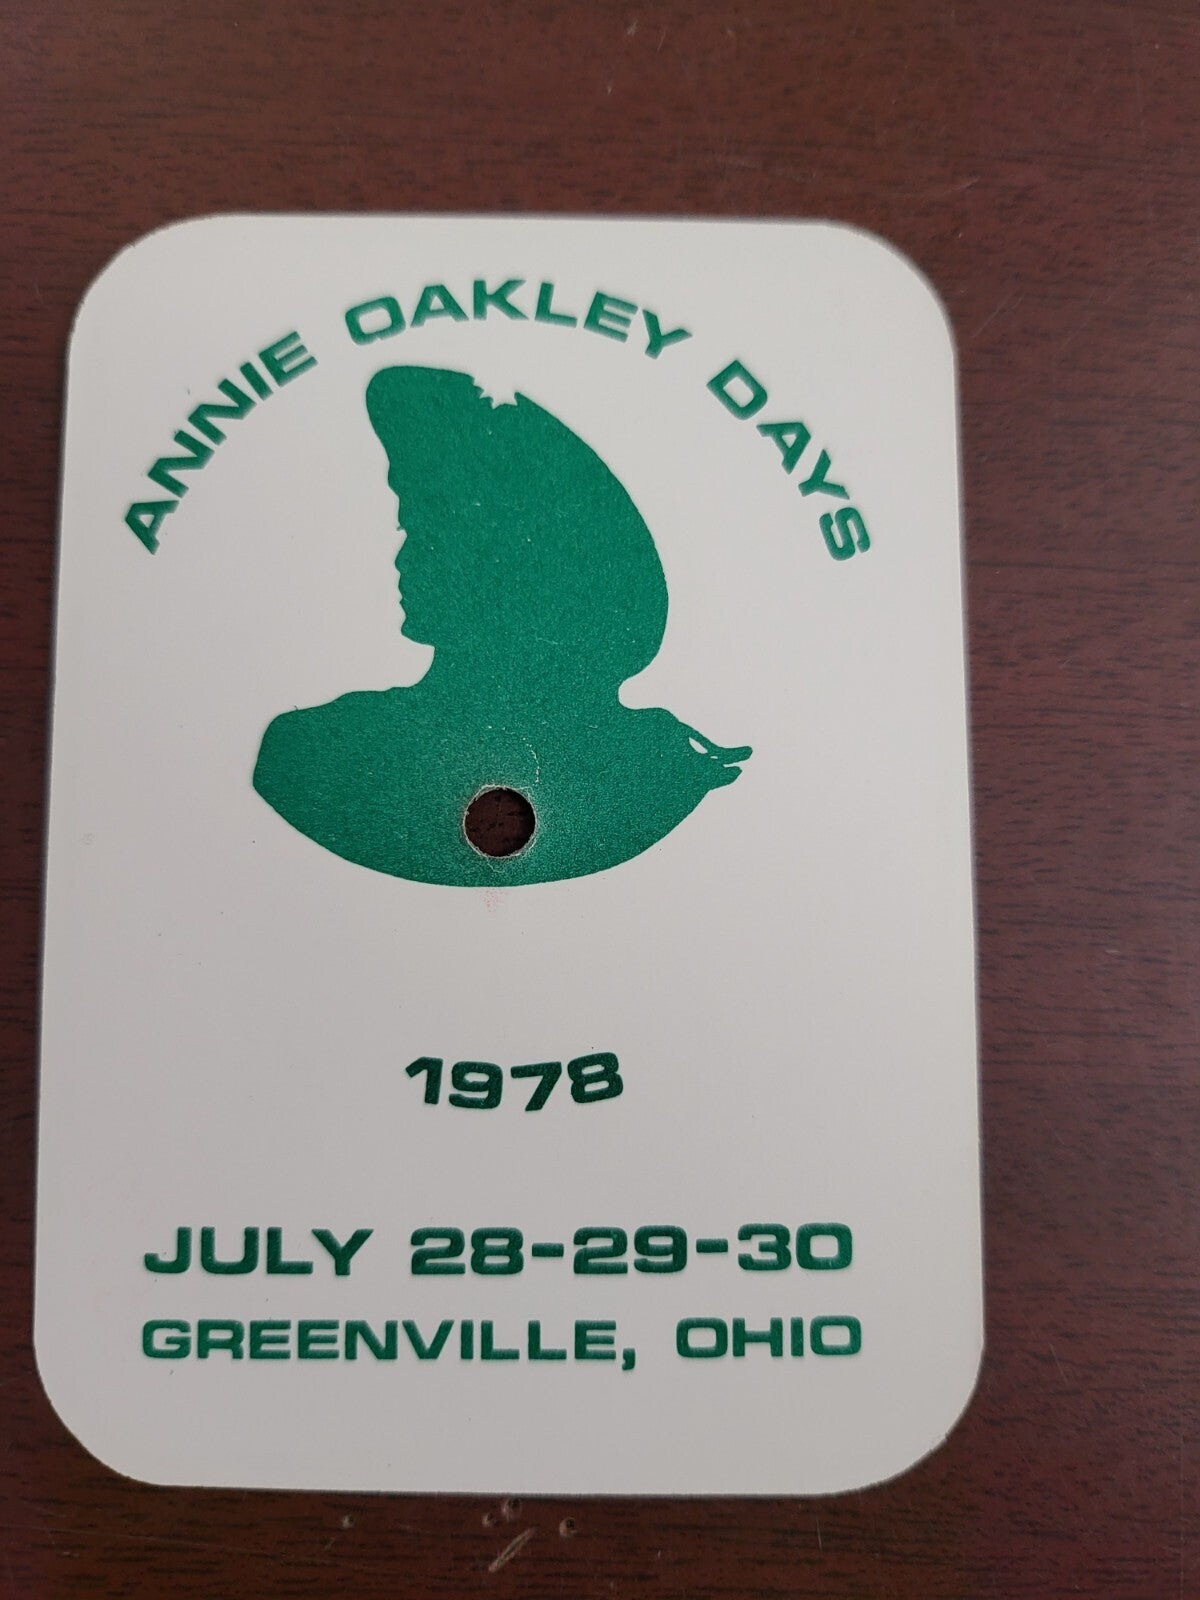 ANNIE OAKLEY DAYS
1978
JULY 28-29-30
GREENVILLE, OHIO